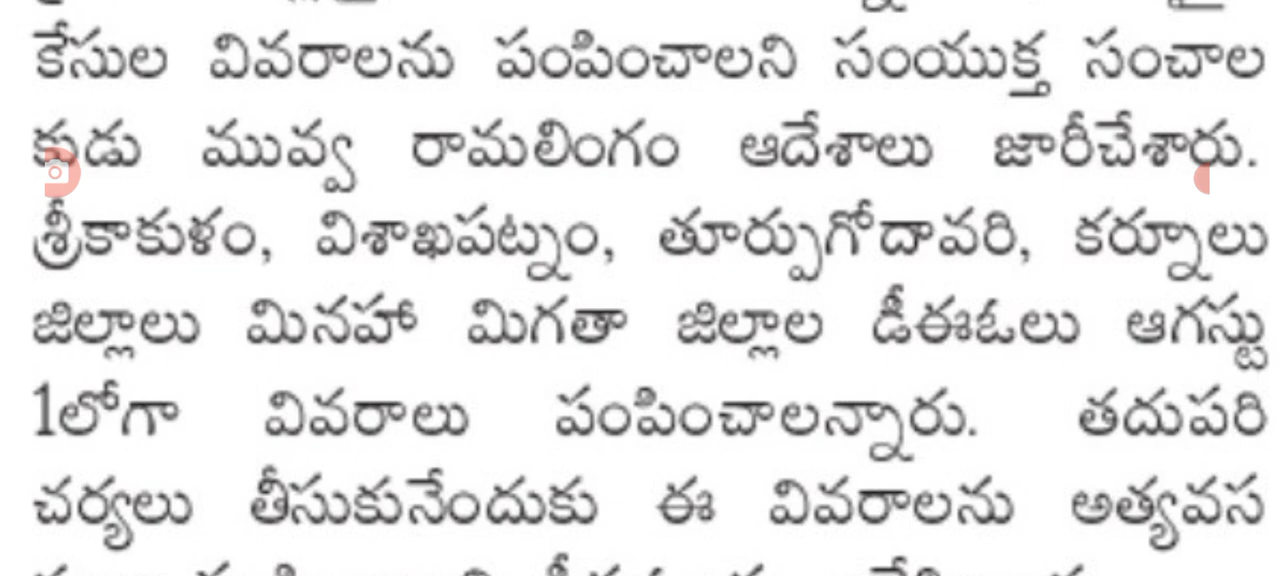 కేసుల వివరాలను పంపించాలని సంయుక్త సంచాల
కుడు మువ్వ రామలింగం ఆదేశాలు జారీచేశారు.
శ్రీకాకుళం, విశాఖపట్నం, తూర్పుగోదావరి, కర్నూలు
జిల్లాలు మినహా మిగతా జిల్లాల డీఈఓలు ఆగస్టు
1లోగా వివరాలు పంపించాలన్నారు. తదుపరి
చర్యలు తీసుకునేందుకు ఈ వివరాలను అత్యవస